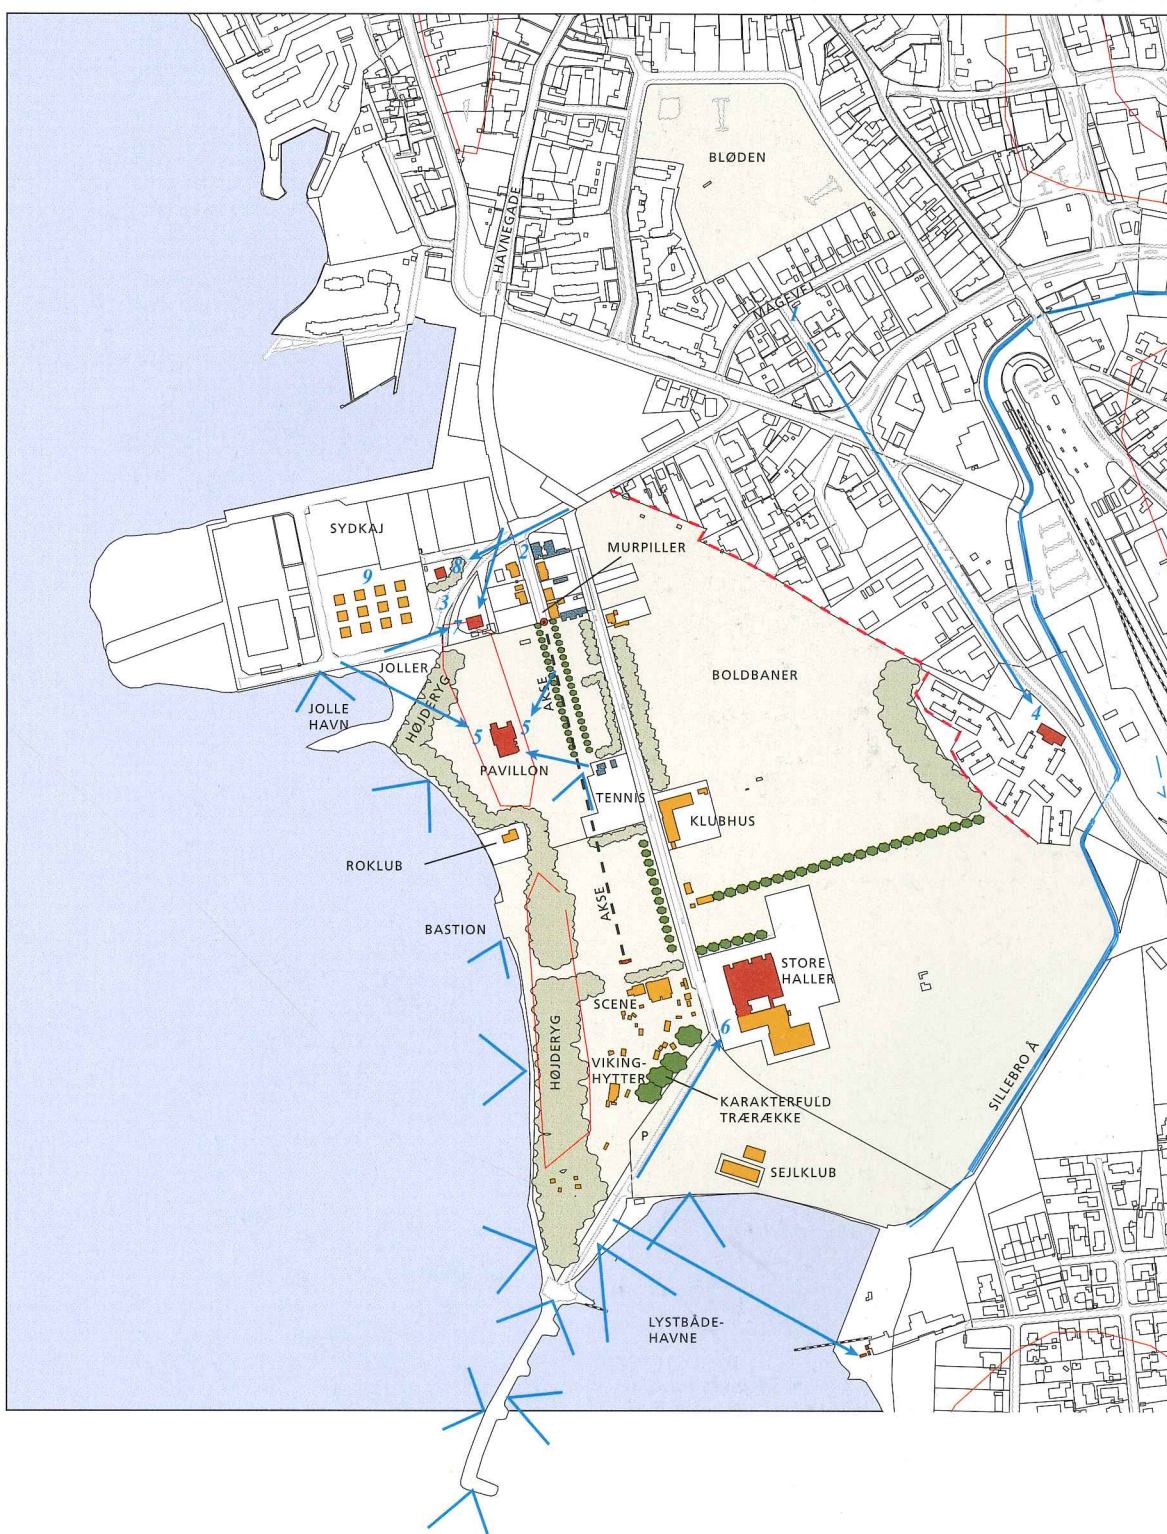 BLØDEN
HAVNEGADE
MÅGEVEJ
1
SYDKAJ
MURPILLER
2
8
9
3
7
JOLLER
JOLLE
HAVN
HØJDERYG
AKSE
BOLDBANER
4
5
5
PAVILLON
TENNIS
KLUBHUS
ROKLUB
AKSE
BASTION
STORE
HALLER
SCENE
6
HØJDERYG
VIKING-
HYTTER
KARAKTERFULD
TRÆRÆKKE
SILLEBRO Å
P
SEJLKLUB
LYSTBÅDE-
HAVNE